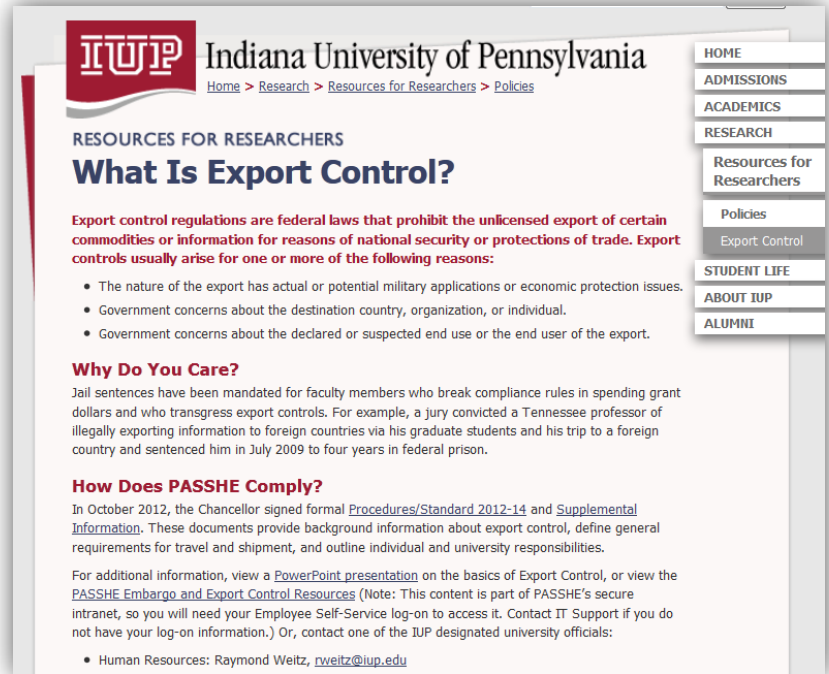 IUP Indiana University of Pennsylvania
Home > Research > Resources for Researchers > Policies
RESOURCES FOR RESEARCHERS
What Is Export Control?
Export control regulations are federal laws that prohibit the unlicensed export of certain
commodities or information for reasons of national security or protections of trade. Export
controls usually arise for one or more of the following reasons:
• The nature of the export has actual or potential military applications or economic protection issues.
• Government concerns about the destination country, organization, or individual.
• Government concerns about the declared or suspected end use or the end user of the export.
Why Do You Care?
Jail sentences have been mandated for faculty members who break compliance rules in spending grant
dollars and who transgress export controls. For example, a jury convicted a Tennessee professor of
illegally exporting information to foreign countries via his graduate students and his trip to a foreign
country and sentenced him in July 2009 to four years in federal prison.
How Does PASSHE Comply?
In October 2012, the Chancellor signed formal Procedures/Standard 2012-14 and Supplemental
Information. These documents provide background information about export control, define general
requirements for travel and shipment, and outline individual and university responsibilities.
For additional information, view a PowerPoint presentation on the basics of Export Control, or view the
PASSHE Embargo and Export Control Resources (Note: This content is part of PASSHE's secure
intranet, so you will need your Employee Self-Service log-on to access it. Contact IT Support if you do
not have your log-on information.) Or, contact one of the IUP designated university officials:
• Human Resources: Raymond Weitz, rweitz@iup.edu
HOME
ADMISSIONS
ACADEMICS
RESEARCH
Resources for
Researchers
Policies
Export Control
STUDENT LIFE
ABOUT IUP
ALUMNI